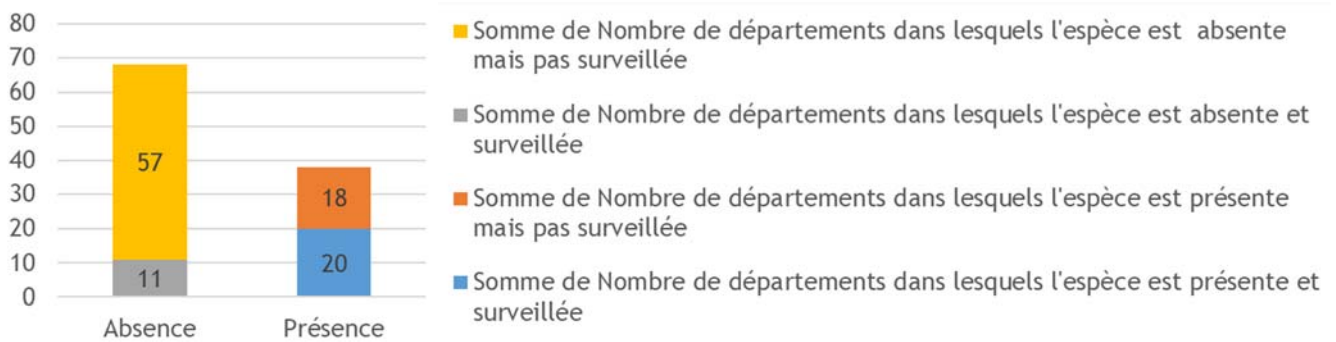 80
70
60
50
40
30
20
10
0
57
11
18
20
Absence
Présence
Somme de Nombre de départements dans lesquels l'espèce est absente
mais pas surveillée
Somme de Nombre de départements dans lesquels l'espèce est absente et
surveillée
Somme de Nombre de départements dans lesquels l'espèce est présente
mais pas surveillée
Somme de Nombre de départements dans lesquels l'espèce est présente et
surveillée